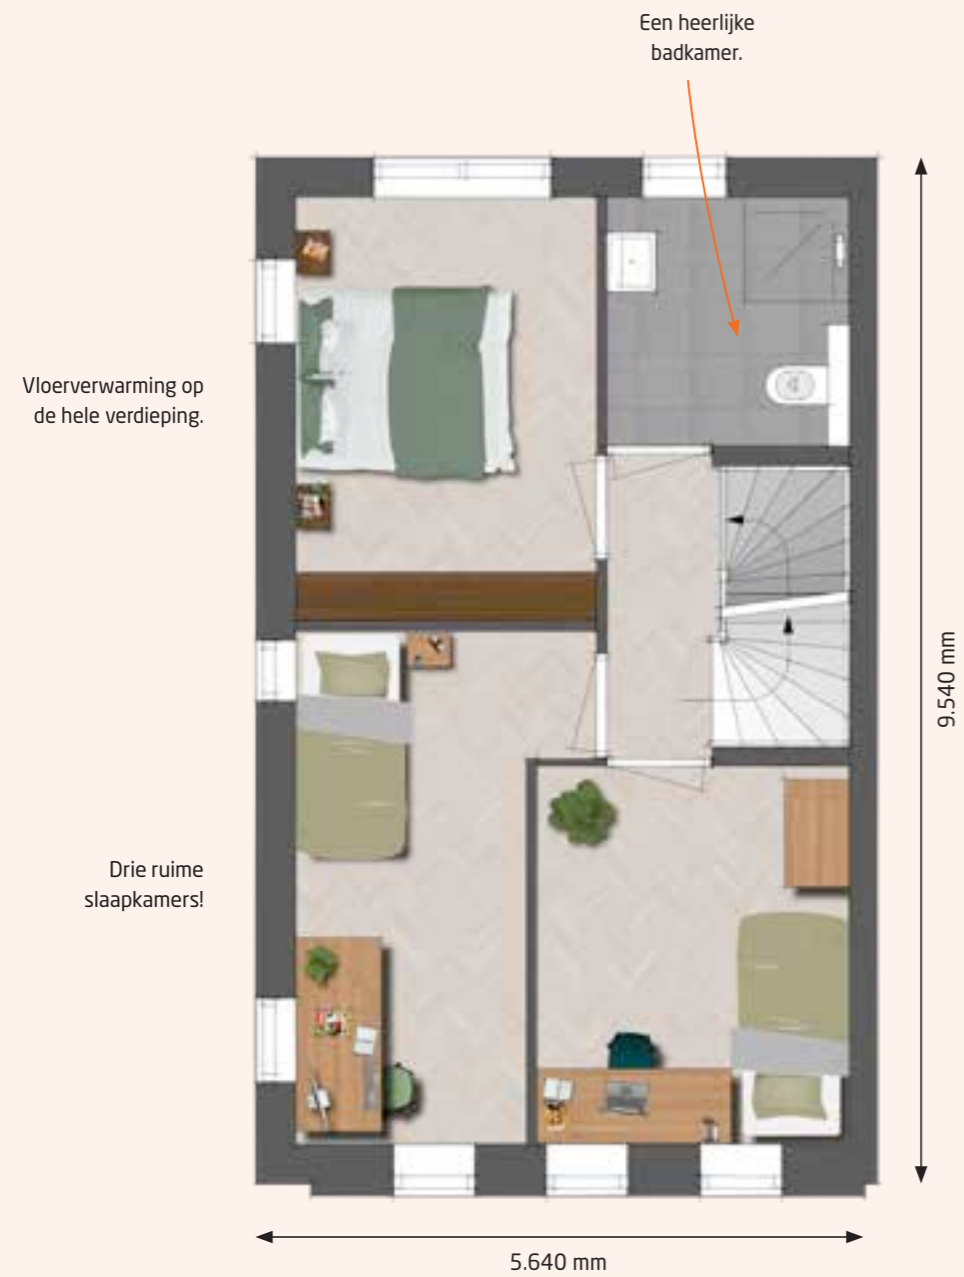 Een heerlijke
badkamer.
Vloerverwarming op
de hele verdieping.
9.540 mm
Drie ruime
slaapkamers!
5.640 mm